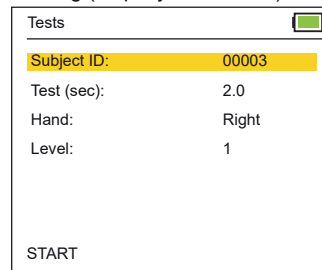 Tests
Subject ID: 00003
Test (sec): 2.0
Hand: Right
Level: 1
START